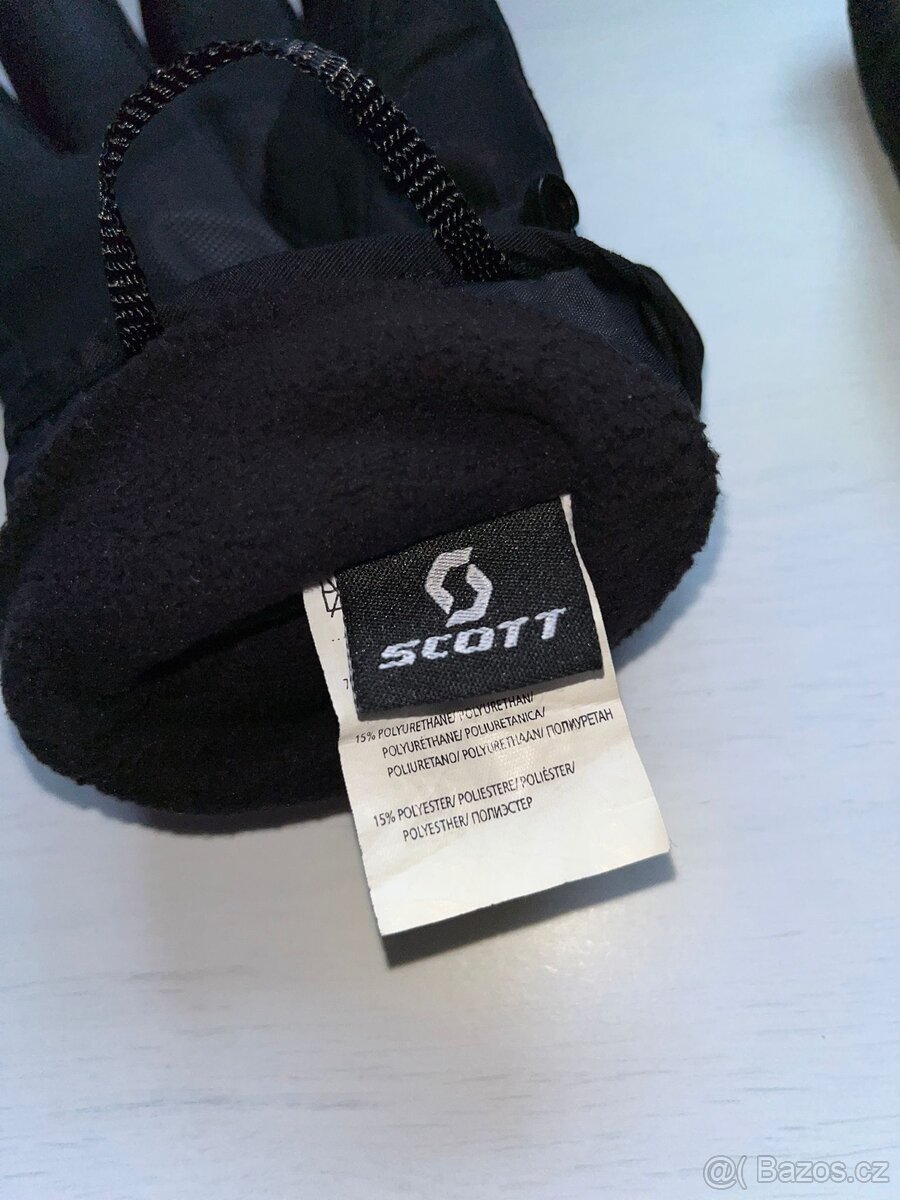 SCOTT
15% POLYURETHANE/ POLYURETHAN/
POLYURÉTHANE/ POLIURETANICA/
POLIURETANO/ POLYURETHAAN/ ПОЛИУРЕТАН
15% POLYESTER/ POLIESTERE/ POLIÉSTER/
POLYESTHER/ ПОЛИЭСТЕР
@( Bazos.cz